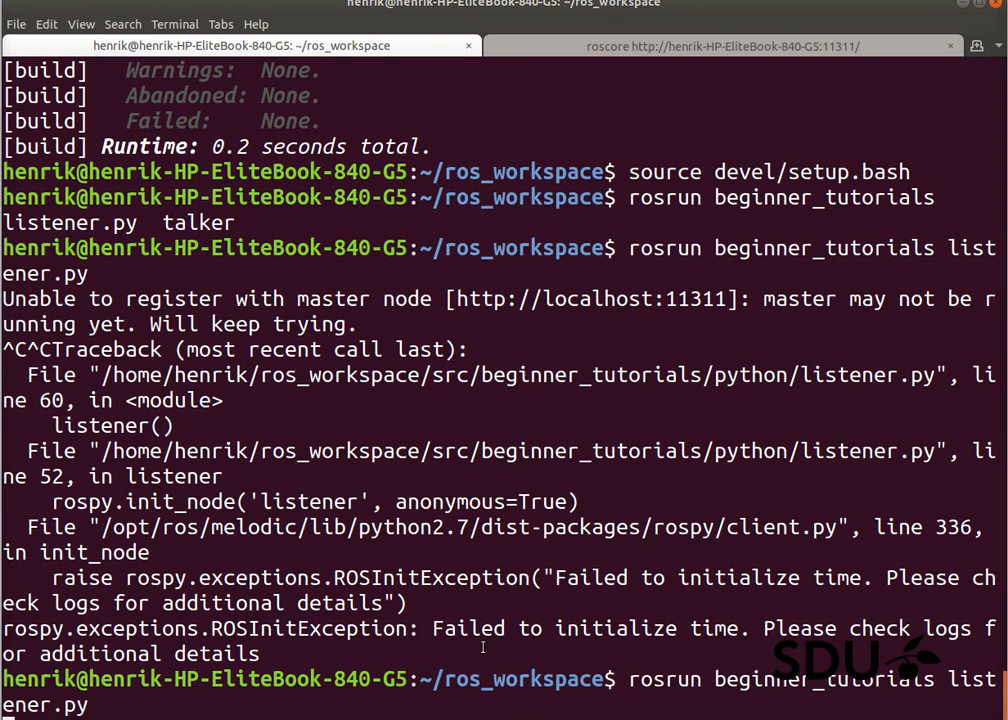 henrik@henrik-HP-EliteBook-840-G5: ~/ros_workspace
File Edit View Search Terminal Tabs Help
henrik@henrik-HP-EliteBook-840-G5: ~/ros_workspace × roscore http://henrik-HP-EliteBook-840-G5:11311/ ×
[build] Warnings: None.
[build] Abandoned: None.
[build] Failed: None.
[build] Runtime: 0.2 seconds total.
henrik@henrik-HP-EliteBook-840-G5:~/ros_workspace$ source devel/setup.bash
henrik@henrik-HP-EliteBook-840-G5:~/ros_workspace$ rosrun beginner_tutorials
listener.py talker
henrik@henrik-HP-EliteBook-840-G5:~/ros_workspace$ rosrun beginner_tutorials list
ener.py
Unable to register with master node [http://localhost:11311]: master may not be r
unning yet. Will keep trying.
^C^CTraceback (most recent call last):
File "/home/henrik/ros_workspace/src/beginner_tutorials/python/listener.py", li
ne 60, in <module>
listener()
File "/home/henrik/ros_workspace/src/beginner_tutorials/python/listener.py", li
ne 52, in listener
rospy.init_node('listener', anonymous=True)
File "/opt/ros/melodic/lib/python2.7/dist-packages/rospy/client.py", line 336,
in init_node
raise rospy.exceptions.ROSInitException("Failed to initialize time. Please ch
eck logs for additional details")
rospy.exceptions.ROSInitException: Failed to initialize time. Please check logs f
or additional details
SDU
henrik@henrik-HP-EliteBook-840-G5:~/ros_workspace$ rosrun beginner_tutorials list
ener.py